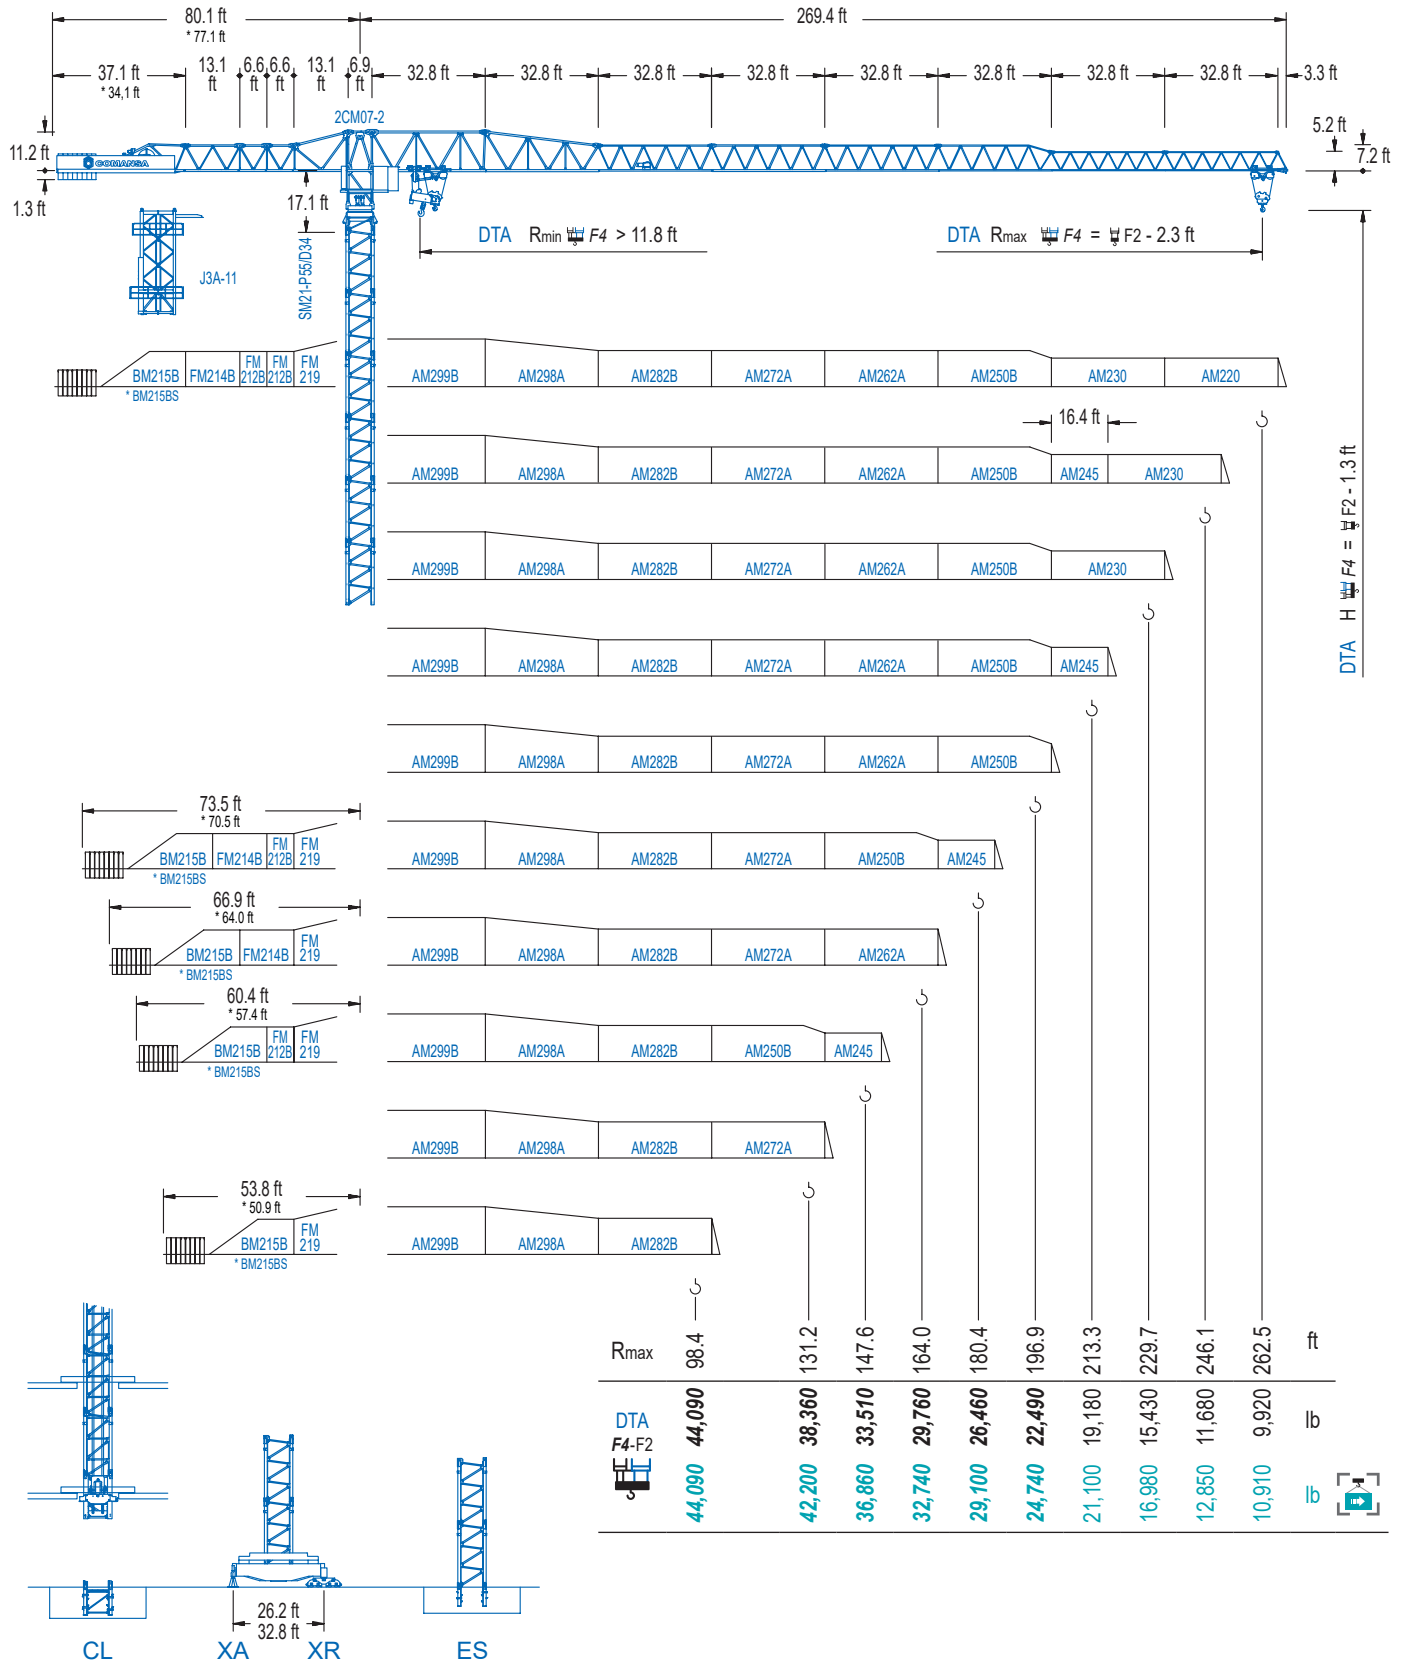 80.1 ft
* 77.1 ft
269.4 ft
37.1 ft
* 34,1 ft
13.1 ft
6.6 ft
6.6 ft
13.1 ft
6.9 ft
32.8 ft
32.8 ft
32.8 ft
32.8 ft
32.8 ft
32.8 ft
32.8 ft
32.8 ft
3.3 ft
2CM07-2
11.2 ft
COMANSA
5.2 ft
7.2 ft
1.3 ft
17.1 ft
J3A-11
SM21-P55/D34
DTA Rmin F4 > 11.8 ft
DTA Rmax F4 = F2 - 2.3 ft
DTA H F4 = F2 - 1.3 ft
BM215B FM214B FM 212B FM 212B FM 219
* BM215BS
AM299B AM298A AM282B AM272A AM262A AM250B AM230 AM220
16.4 ft
AM299B AM298A AM282B AM272A AM262A AM250B AM245 AM230
AM299B AM298A AM282B AM272A AM262A AM250B AM230
AM299B AM298A AM282B AM272A AM262A AM250B AM245
AM299B AM298A AM282B AM272A AM262A AM250B
73.5 ft
* 70.5 ft
BM215B FM214B FM 212B FM 219
* BM215BS
AM299B AM298A AM282B AM272A AM250B AM245
66.9 ft
* 64.0 ft
BM215B FM214B FM 219
* BM215BS
AM299B AM298A AM282B AM272A AM262A
60.4 ft
* 57.4 ft
BM215B FM 212B FM 219
* BM215BS
AM299B AM298A AM282B AM250B AM245
AM299B AM298A AM282B AM272A
53.8 ft
* 50.9 ft
BM215B FM 219
* BM215BS
AM299B AM298A AM282B
Rmax 98.4 131.2 147.6 164.0 180.4 196.9 213.3 229.7 246.1 262.5 ft
DTA 44,090 38,360 33,510 29,760 26,460 22,490 19,180 15,430 11,680 9,920 lb
F4-F2
44,090 42,200 36,860 32,740 29,100 24,740 21,100 16,980 12,850 10,910 lb
26.2 ft
32.8 ft
CL XA XR ES